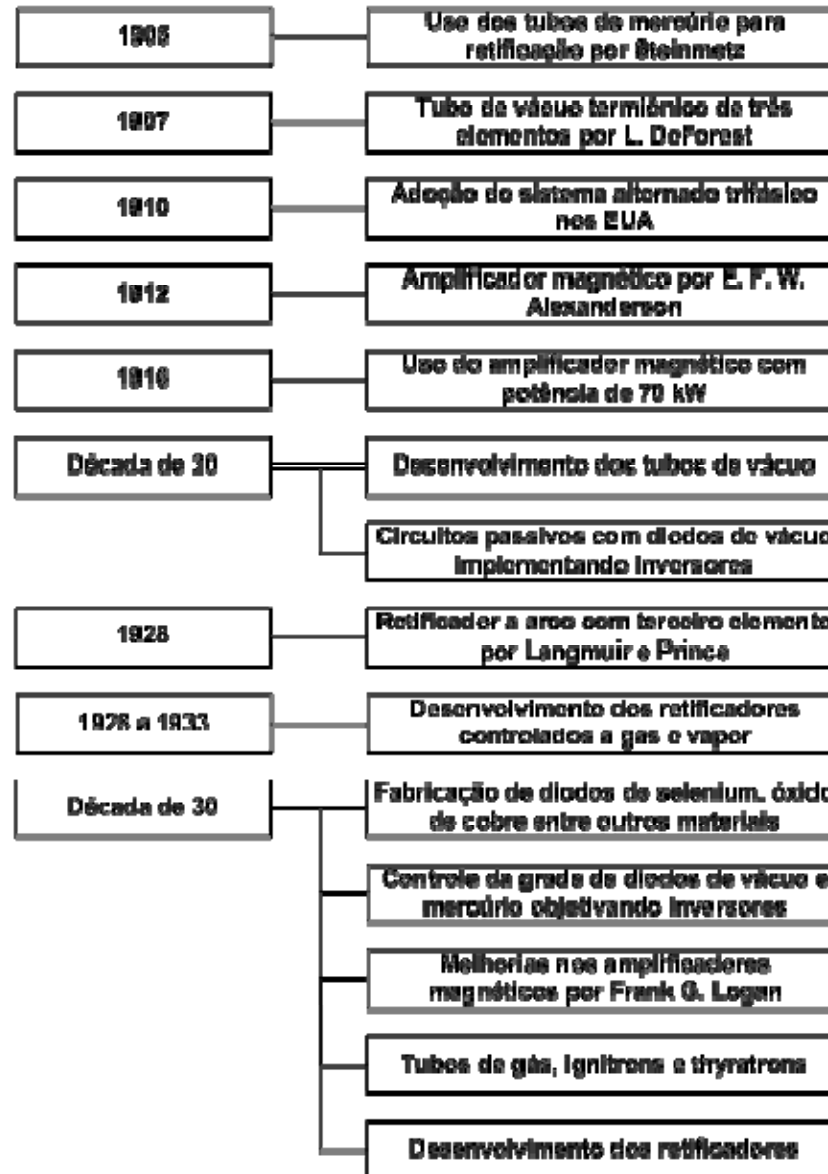 1905
Uso dos tubos de mercúrio para
retificação por Steinmetz
1907
Tubo de vácuo termiônico de três
elementos por L. DeForest
1910
Adoção do sistema alternado trifásico
nos EUA
1912
Amplificador magnético por E. F. W.
Alexanderson
1916
Uso do amplificador magnético com
potência de 70 kW
Década de 20
Desenvolvimento dos tubos de vácuo
Circuitos passivos com diodos de vácuo
implementando inversores
1928
Retificador a arco com terceiro elemento
por Langmuir e Prince
1928 a 1933
Desenvolvimento dos retificadores
controlados a gas e vapor
Década de 30
Fabricação de diodos de selenium, óxido
de cobre entre outros materiais
Controle da grade de diodos de vácuo e
mercúrio objetivando inversores
Melhorias nos amplificadores
magnéticos por Frank G. Logan
Tubos de gás, ignitrons e thyratrons
Desenvolvimento dos retificadores